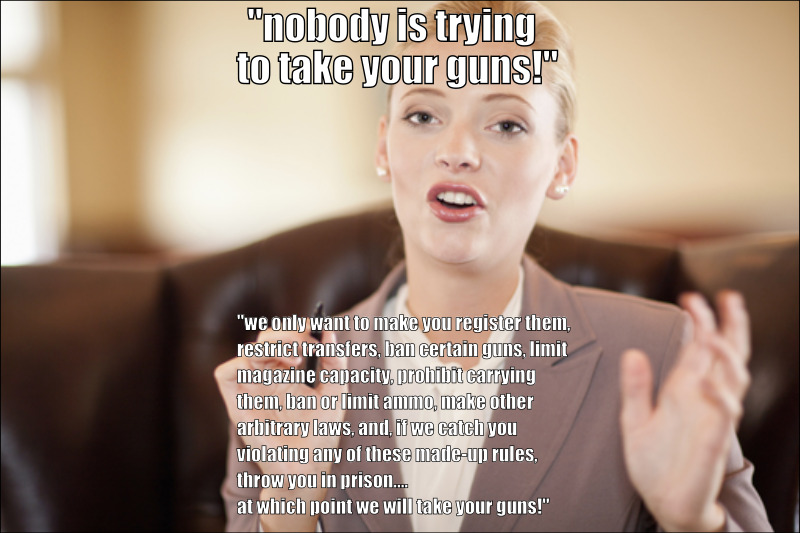 "nobody is trying
to take your guns!"
"we only want to make you register them,
restrict transfers, ban certain guns, limit
magazine capacity, prohibit carrying
them, ban or limit ammo, make other
arbitrary laws, and, if we catch you
violating any of these made-up rules,
throw you in prison....
at which point we will take your guns!"